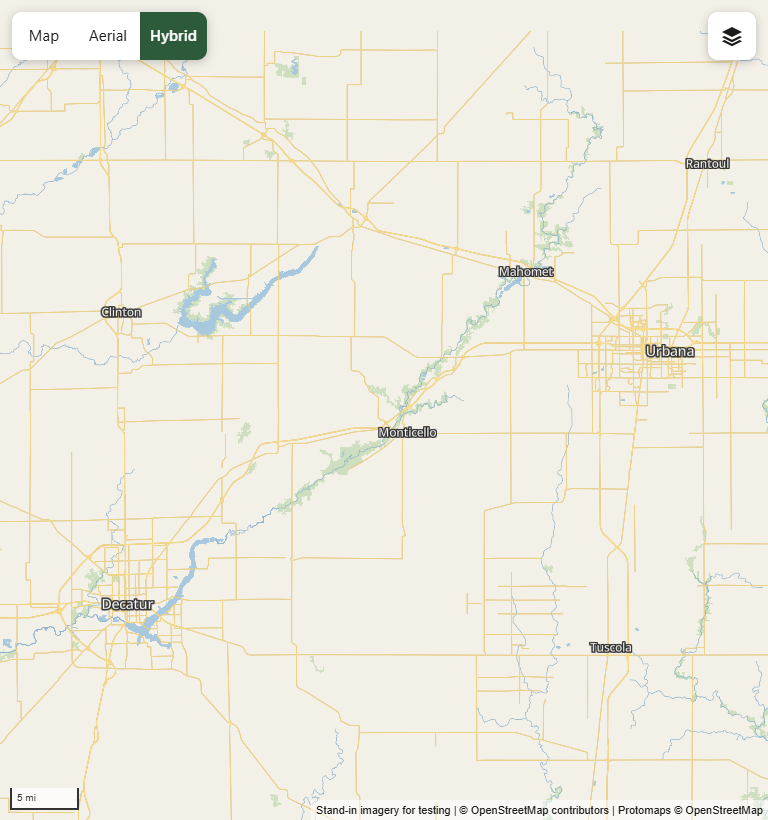 Map Aerial Hybrid
Rantoul
Mahomet
Clinton
Urbana
Monticello
Decatur
Tuscola
5 mi
Stand-in imagery for testing | © OpenStreetMap contributors | Protomaps © OpenStreetMap